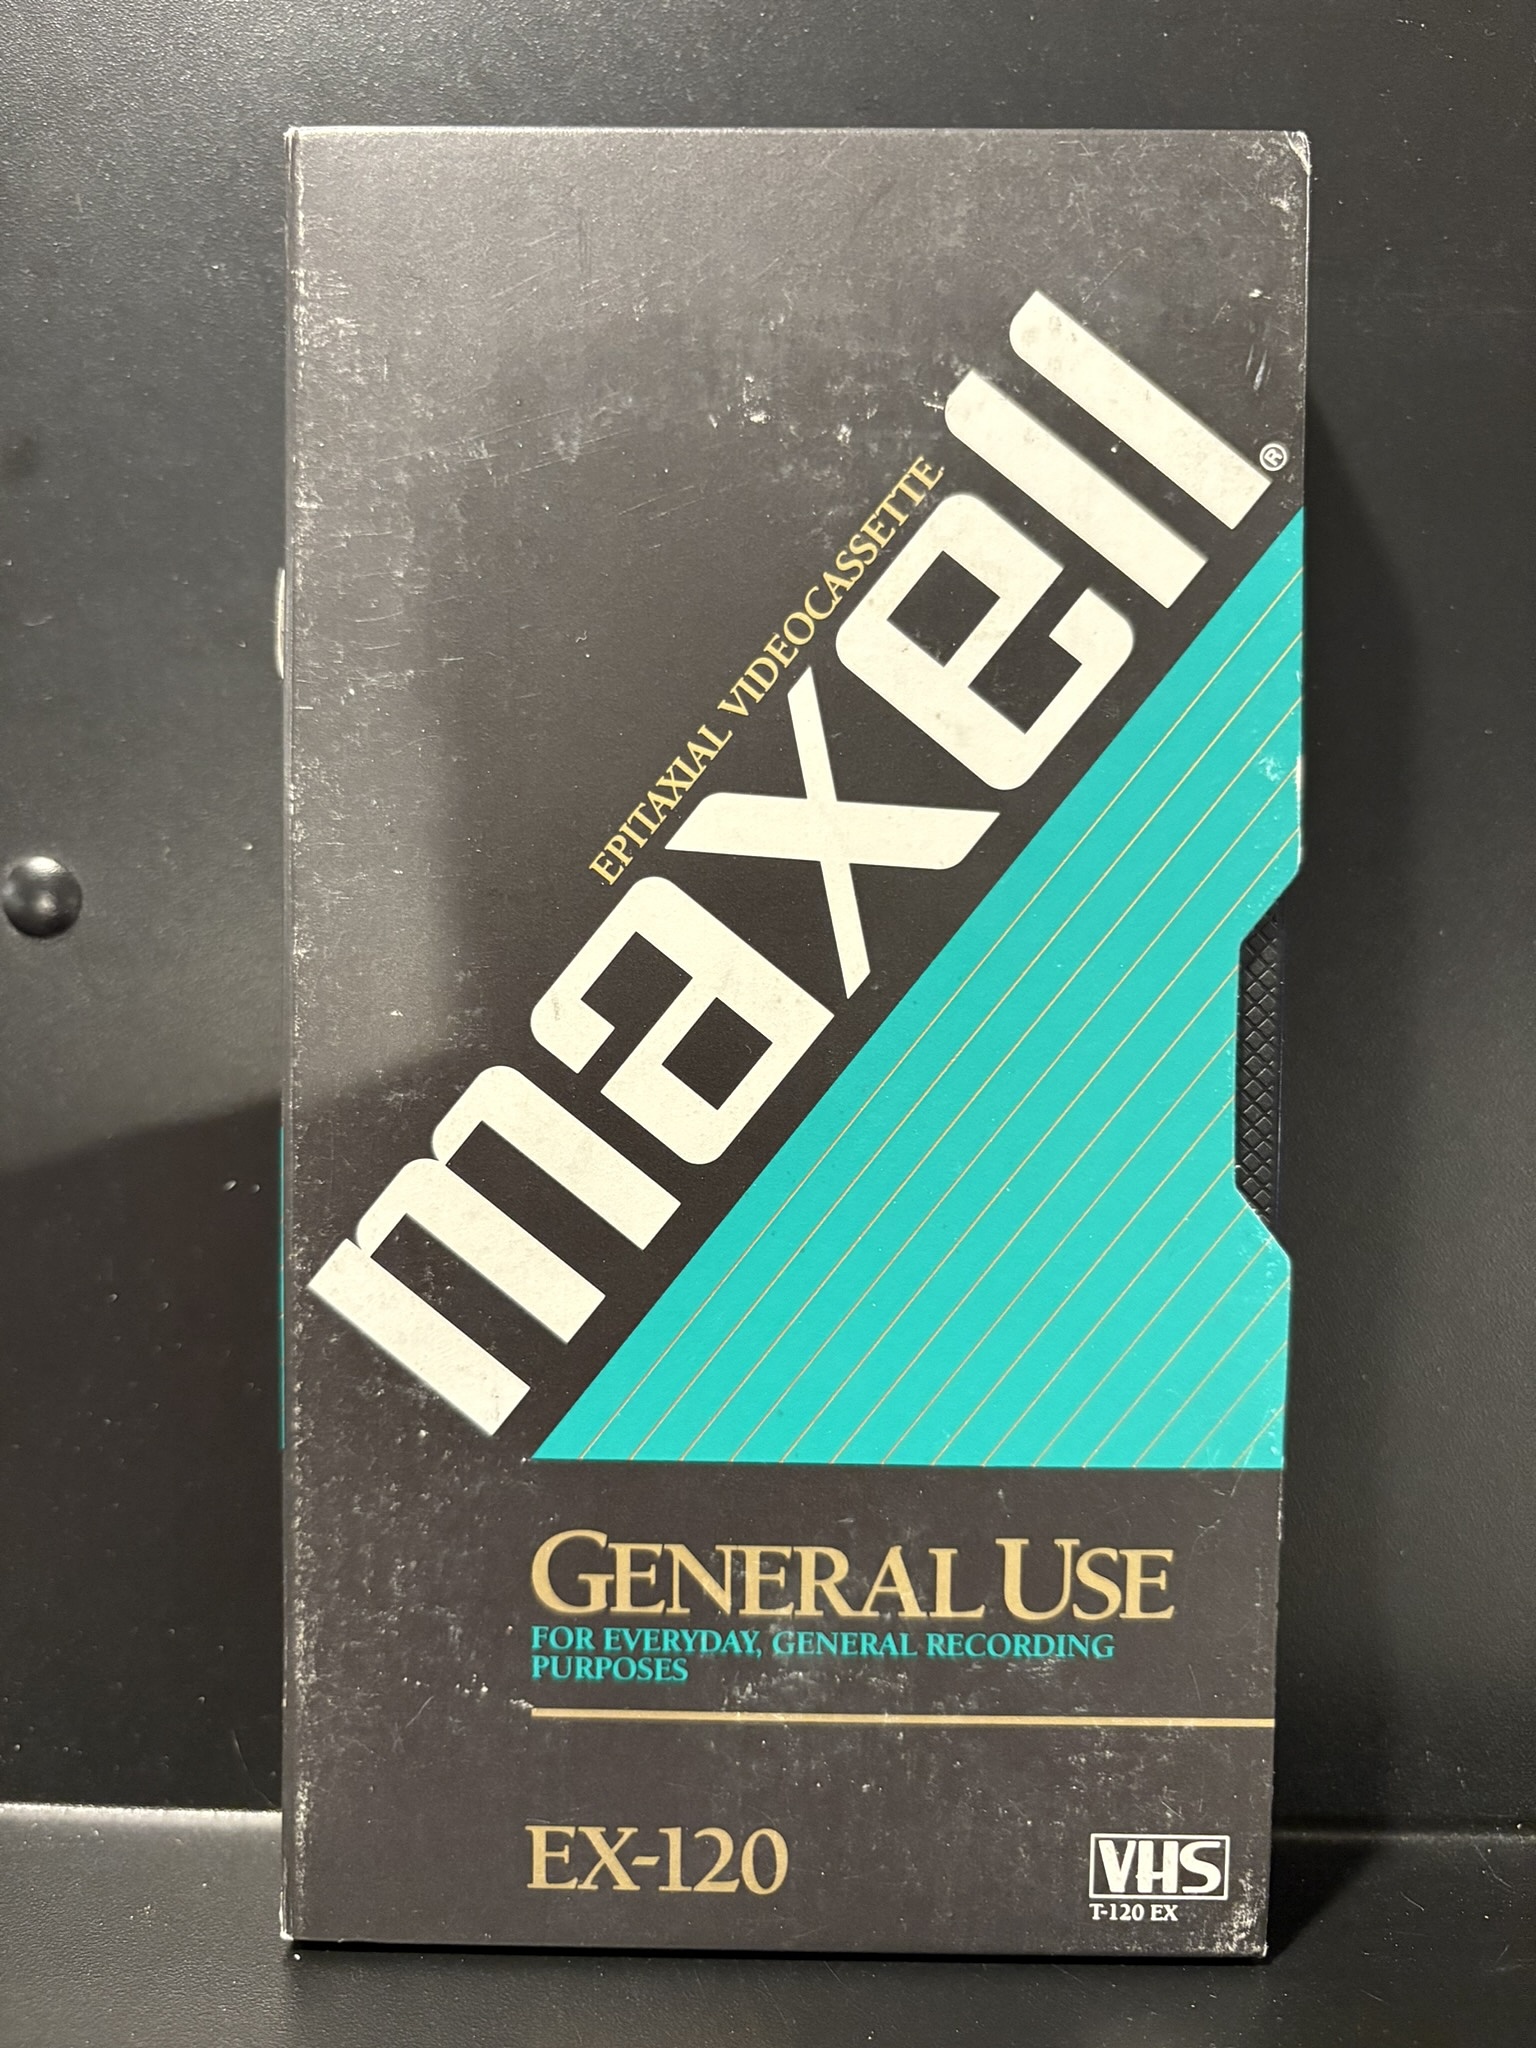 EPITAXIAL VIDEOCASSETTE
maxell®
GENERAL USE
FOR EVERYDAY, GENERAL RECORDING
PURPOSES
EX-120
VHS
T-120 EX